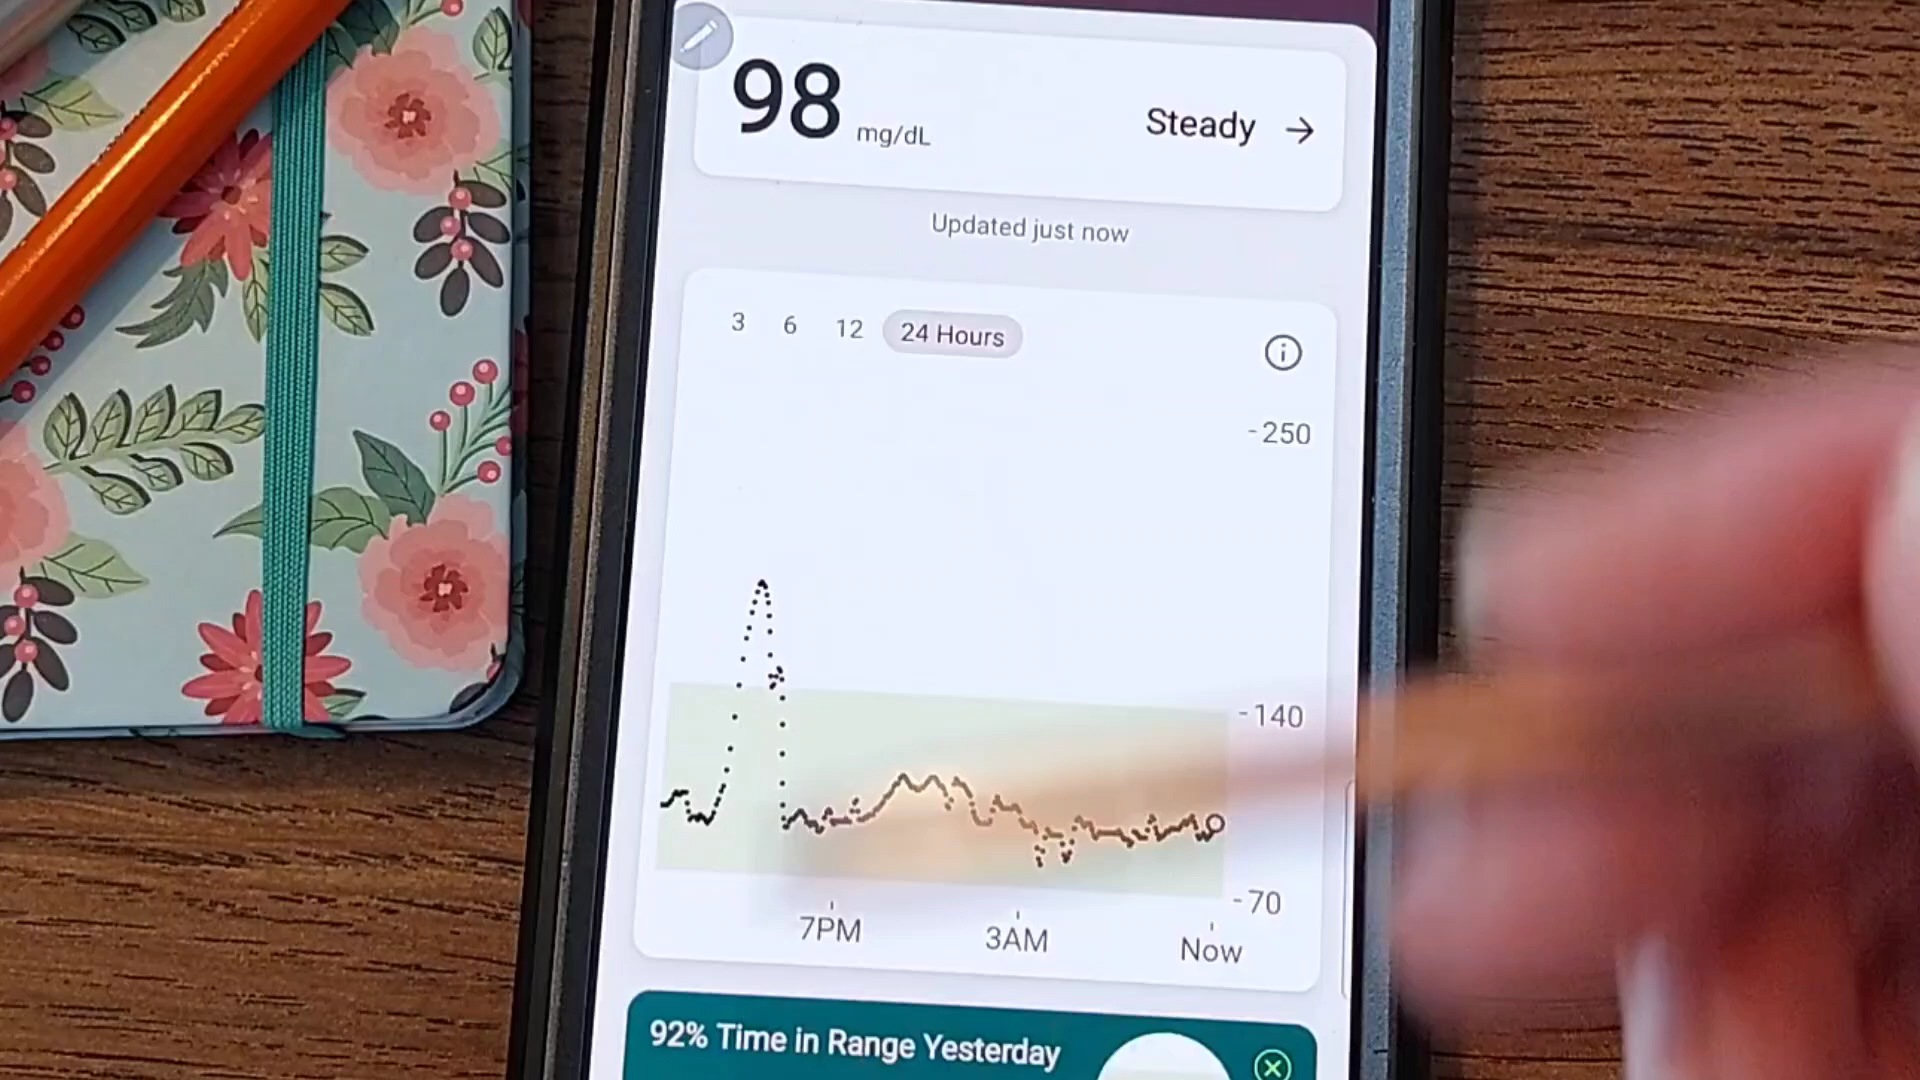 98 mg/dL Steady →
Updated just now
3 6 12 24 Hours
-250
-140
-70
7PM 3AM Now
92% Time in Range Yesterday